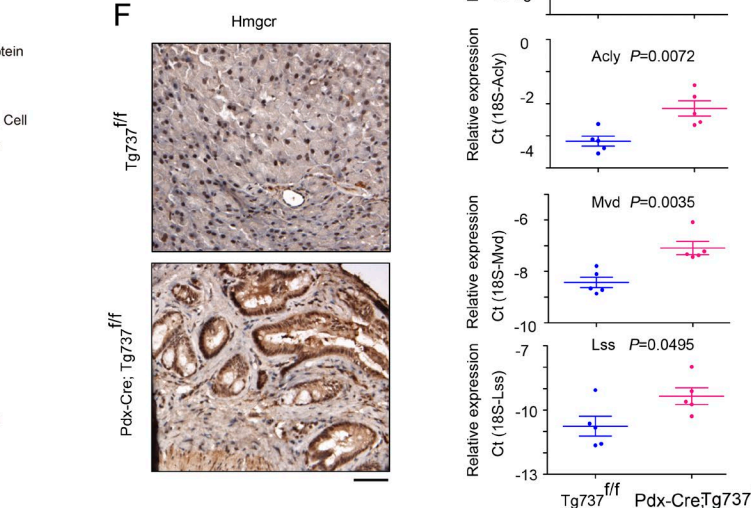 tein
Cell
F
Hmgcr
Tg737f/f
Pdx-Cre; Tg737f/f
Relative expression
Ct (18S-Acly)
0
-2
-4
Acly P=0.0072
Relative expression
Ct (18S-Mvd)
-6
-8
-10
Mvd P=0.0035
Relative expression
Ct (18S-Lss)
-7
-10
-13
Lss P=0.0495
Tg737f/f
Pdx-Cre;Tg737